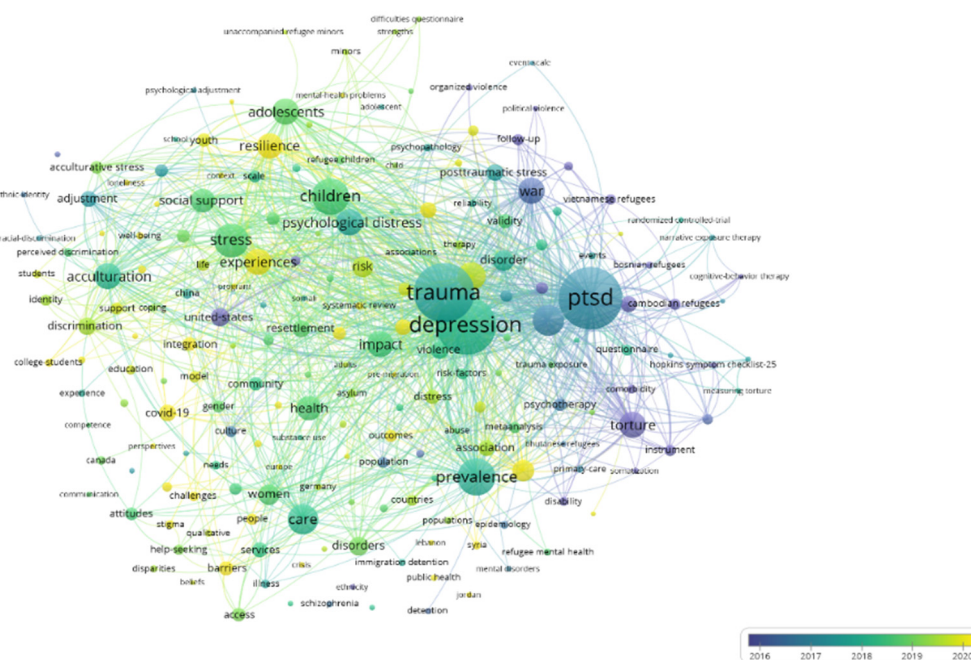 difficulties questionnaire
unaccompanied refugee minors
strengths
minors
event scale
psychological adjustment
organized violence
mental-health problems
adolescent
political violence
adolescents
school youth
resilience
follow-up
psychopathology
refugee children
child
acculturative stress
context
scale
posttraumatic stress
loneliness
ethnic-identity
adjustment
social support
children
war
vietnamese refugees
reliability
psychological distress
validity
randomized controlled-trial
racial-discrimination
well-being
stress
narrative exposure therapy
perceived discrimination
associations
therapy
events
life
experiences
risk
disorder
bosnian refugees
students
acculturation
cognitive-behavior therapy
program
china
somali
trauma
ptsd
identity
support
coping
systematic review
cambodian refugees
united-states
discrimination
resettlement
depression
integration
impact
violence
questionnaire
college-students
education
adults
trauma exposure
hopkins symptom checklist-25
model
pre-migration
risk-factors
community
experience
asylum
distress
comorbidity
measuring torture
covid-19
gender
health
psychotherapy
competence
culture
abuse
metaanalysis
torture
substance use
outcomes
perspectives
association
bhutanese refugees
instrument
canada
needs
europe
population
primary-care
somatization
prevalence
communication
challenges
women
germany
countries
disability
attitudes
people
care
stigma
populations
epidemiology
qualitative
help-seeking
services
disorders
lebanon
syria
refugee mental health
disparities
barriers
crisis
immigration detention
mental disorders
beliefs
illness
ethnicity
public health
jordan
schizophrenia
detention
access
2016 2017 2018 2019 2020